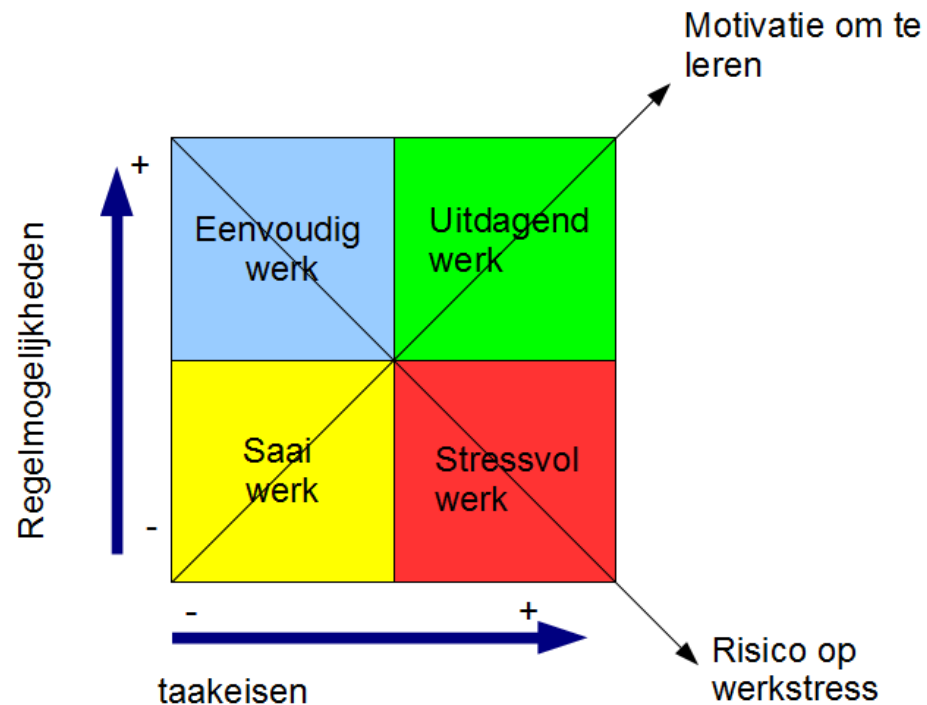 Motivatie om te
leren
+
Eenvoudig
werk
Uitdagend
werk
Regelmogelijkheden
Saai
werk
Stressvol
werk
-
-
+
taakeisen
Risico op
werkstress